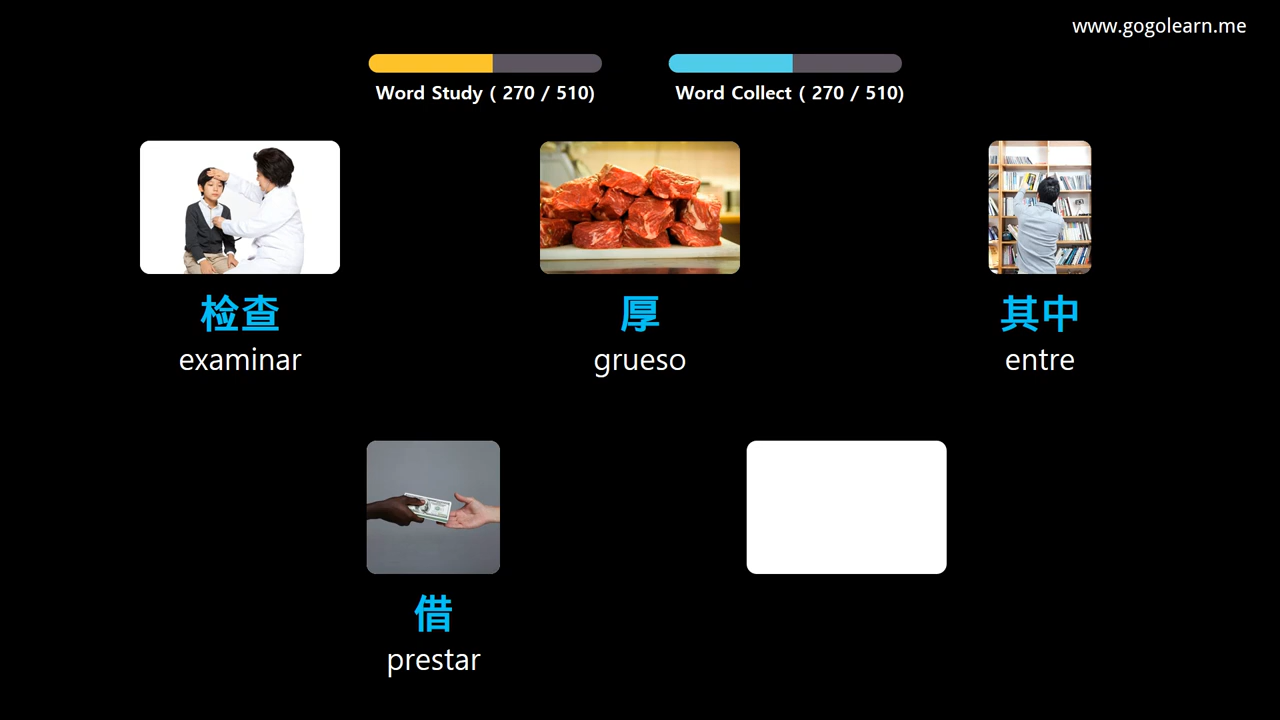 www.gogolearn.me
Word Study ( 270 / 510)
Word Collect ( 270 / 510)
检查
examinar
厚
grueso
其中
entre
借
prestar